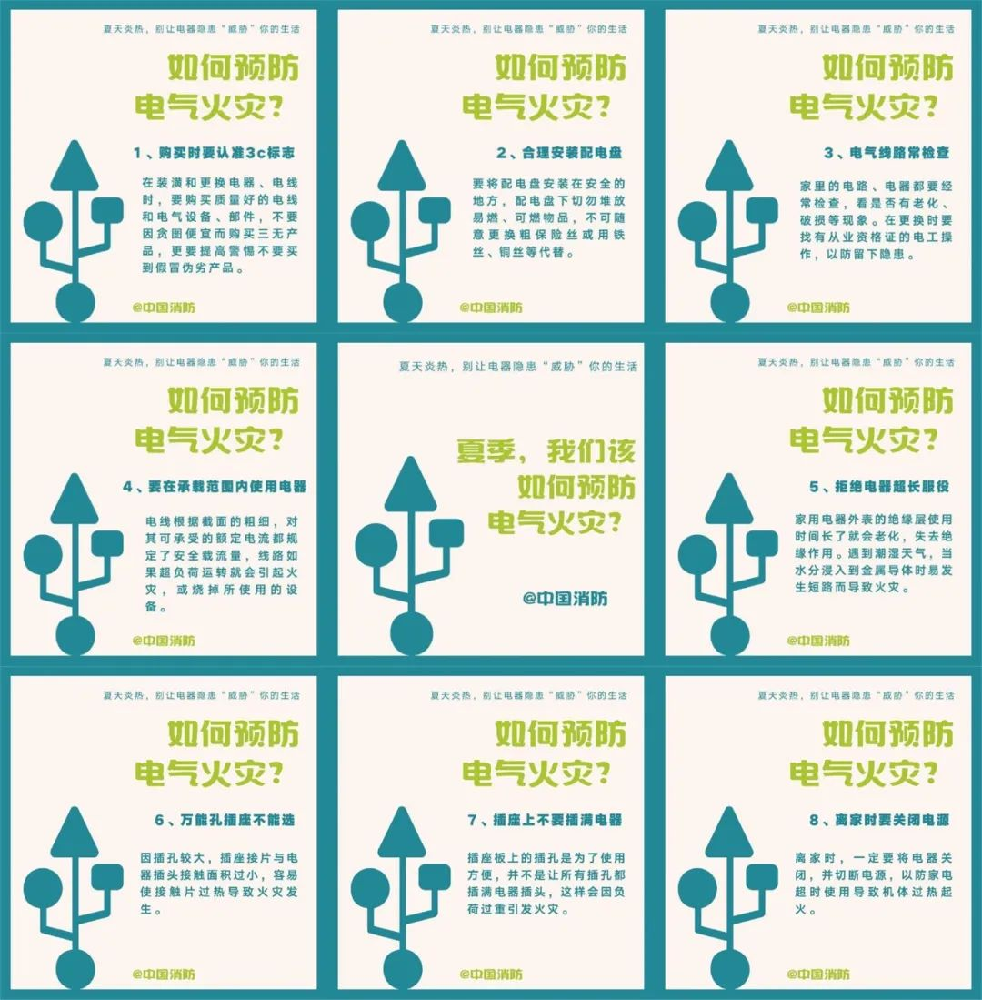 夏天炎热，别让电器隐患“威胁”你的生活
如何预防
电气火灾？
1、购买时要认准3c标志
在装潢和更换电器、电线
时，要购买质量好的电线
和电气设备、部件，不要
因贪图便宜而购买三无产
品，更要提高警惕不要买
到假冒伪劣产品。
@中国消防
夏天炎热，别让电器隐患“威胁”你的生活
如何预防
电气火灾？
2、合理安装配电盘
要将配电盘安装在安全的
地方，配电盘下切勿堆放
易燃、可燃物品，不可随
意更换粗保险丝或用铁
丝、铜丝等代替。
@中国消防
夏天炎热，别让电器隐患“威胁”你的生活
如何预防
电气火灾？
3、电气线路常检查
家里的电路、电器都要经
常检查，看是否有老化、
破损等现象。在更换时要
找有从业资格证的电工操
作，以防留下隐患。
@中国消防
夏天炎热，别让电器隐患“威胁”你的生活
如何预防
电气火灾？
4、要在承载范围内使用电器
电线根据截面的粗细，对
其可承受的额定电流都规
定了安全载流量，线路如
果超负荷运转就会引起火
灾，或烧掉所使用的设
备。
@中国消防
夏天炎热，别让电器隐患“威胁”你的生活
夏季，我们该
如何预防
电气火灾？
@中国消防
夏天炎热，别让电器隐患“威胁”你的生活
如何预防
电气火灾？
5、拒绝电器超长服役
家用电器外表的绝缘层使用
时间长了就会老化，失去绝
缘作用。遇到潮湿天气，当
水分浸入到金属导体时易发
生短路而导致火灾。
@中国消防
夏天炎热，别让电器隐患“威胁”你的生活
如何预防
电气火灾？
6、万能孔插座不能选
因插孔较大，插座接片与电
器插头接触面积过小，容易
使接触片过热导致火灾发
生。
@中国消防
夏天炎热，别让电器隐患“威胁”你的生活
如何预防
电气火灾？
7、插座上不要插满电器
插座板上的插孔是为了使用
方便，并不是让所有插孔都
插满电器插头，这样会因负
荷过重引发火灾。
@中国消防
夏天炎热，别让电器隐患“威胁”你的生活
如何预防
电气火灾？
8、离家时要关闭电源
离家时，一定要将电器关
闭，并切断电源，以防家电
超时使用导致机体过热起
火。
@中国消防